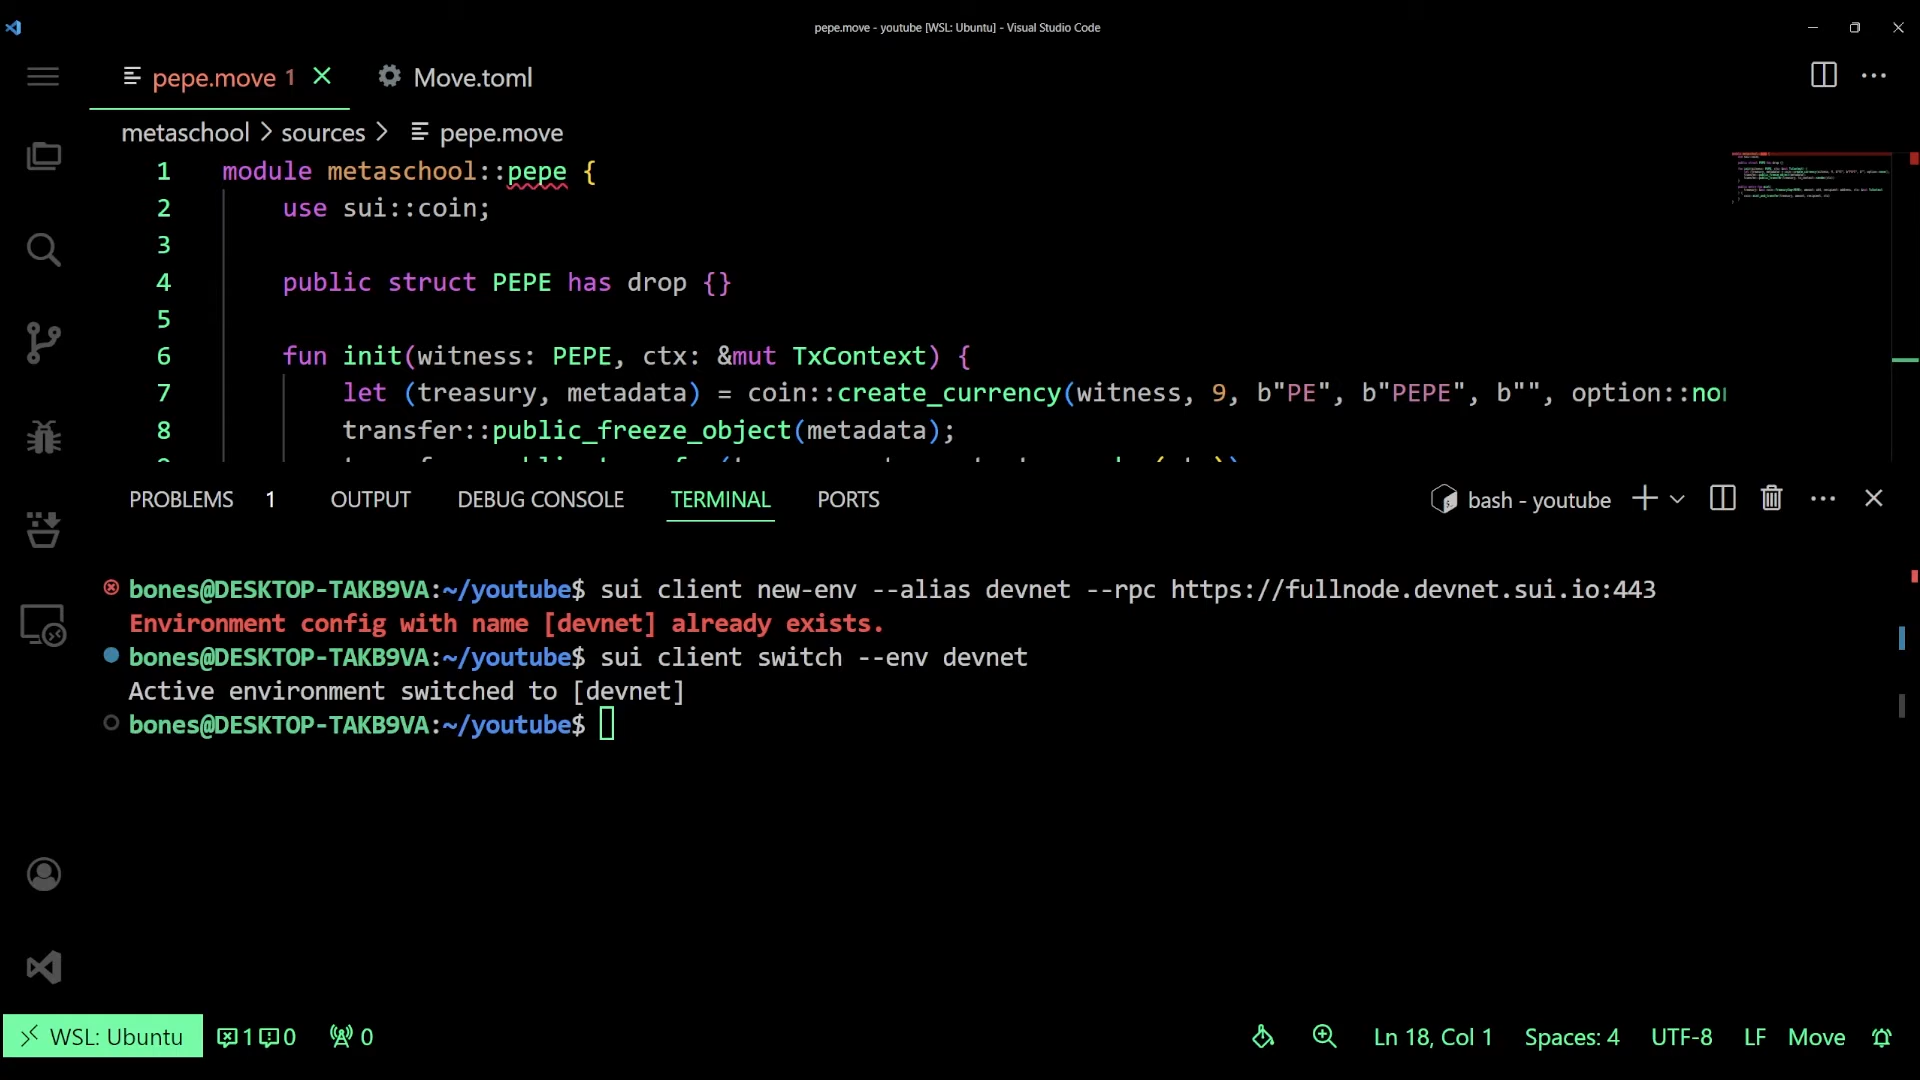 pepe.move - youtube [WSL: Ubuntu] - Visual Studio Code
pepe.move 1
Move.toml
metaschool > sources > pepe.move
1 module metaschool::pepe {
2 use sui::coin;
3
4 public struct PEPE has drop {}
5
6 fun init(witness: PEPE, ctx: &mut TxContext) {
7 let (treasury, metadata) = coin::create_currency(witness, 9, b"PE", b"PEPE", b"", option::no
8 transfer::public_freeze_object(metadata);
PROBLEMS 1 OUTPUT DEBUG CONSOLE TERMINAL PORTS
bash - youtube
bones@DESKTOP-TAKB9VA:~/youtube$ sui client new-env --alias devnet --rpc https://fullnode.devnet.sui.io:443
Environment config with name [devnet] already exists.
bones@DESKTOP-TAKB9VA:~/youtube$ sui client switch --env devnet
Active environment switched to [devnet]
bones@DESKTOP-TAKB9VA:~/youtube$
WSL: Ubuntu 1 0 0 Ln 18, Col 1 Spaces: 4 UTF-8 LF Move